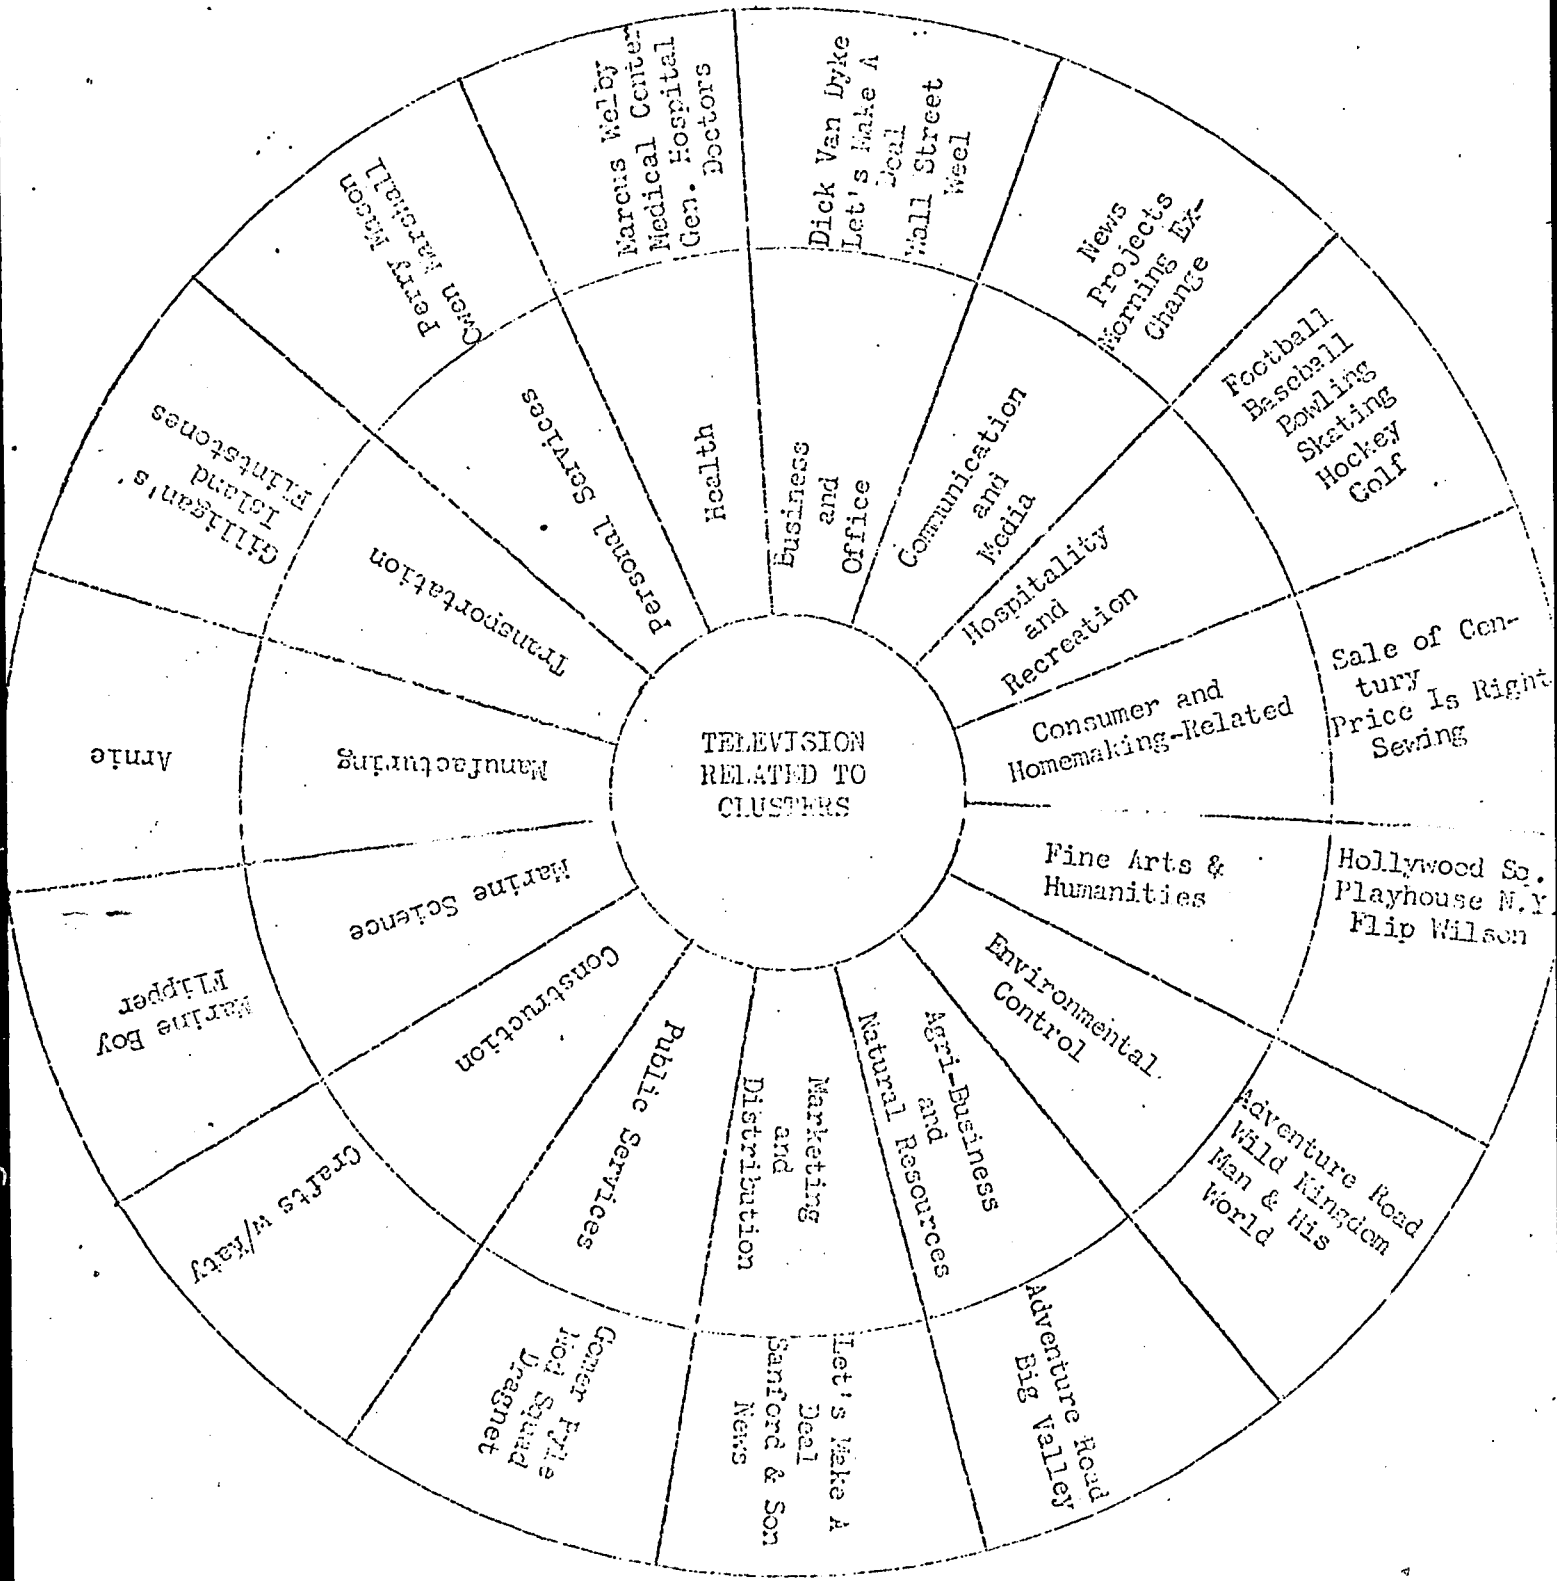 TELEVISION
RELATED TO
CLUSTERS
Health
Marcus Welby
Medical Center
Gen. Hospital
Doctors
Business
and
Office
Dick Van Dyke
Let's Make A
Deal
Wall Street
Weel
Communication
and
Media
News
Projects
Morning Ex-
Change
Hospitality
and
Recreation
Football
Baseball
Bowling
Skating
Hockey
Golf
Consumer and
Homemaking-Related
Sale of Cen-
tury
Price Is Right
Sewing
Fine Arts &
Humanities
Hollywood Sq.
Playhouse N.Y.
Flip Wilson
Environmental
Control
Adventure Road
Wild Kingdom
Man & His
World
Agri-Business
and
Natural Resources
Adventure Road
Big Valley
Marketing
and
Distribution
Let's Make A
Deal
Sanford & Son
News
Public Services
Gomer Pyle
Mod Squad
Dragnet
Construction
Crafts w/Katy
Marine Science
Marine Boy
Flipper
Manufacturing
Arnie
Transportation
Gilligan's
Island
Flintstones
Personal Services
Perry Mason
Owen Marshall